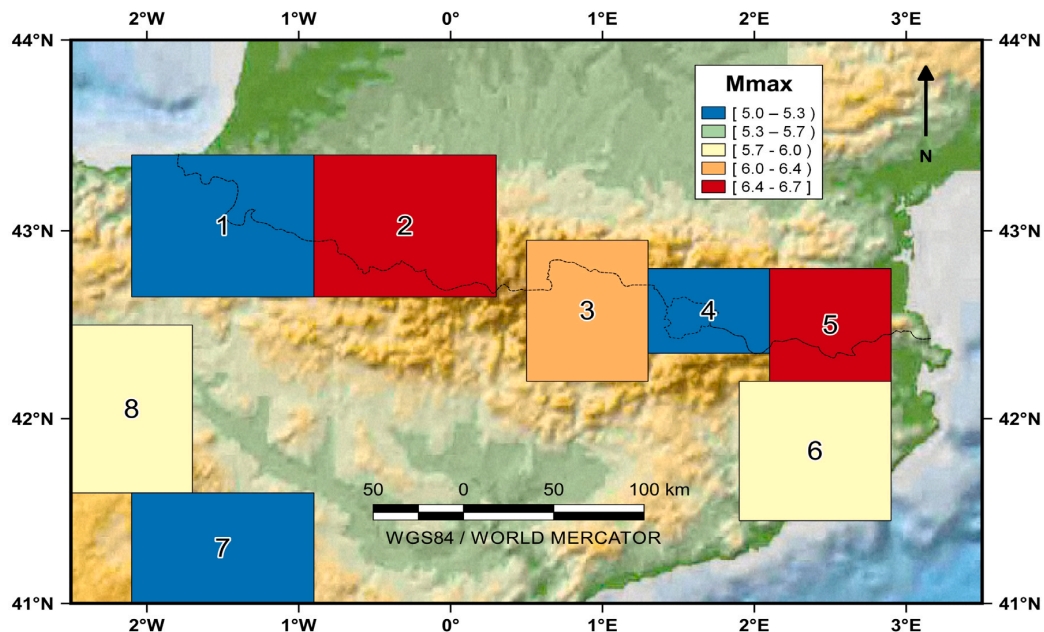 2°W 1°W 0° 1°E 2°E 3°E
44°N 44°N
Mmax
[ 5.0 – 5.3 )
[ 5.3 – 5.7 )
[ 5.7 - 6.0 )
[ 6.0 - 6.4 )
[ 6.4 - 6.7 ]
N
43°N 1 2 43°N
3 4 5
8 42°N 42°N
6
50 0 50 100 km
WGS84 / WORLD MERCATOR
7
41°N 41°N
2°W 1°W 0° 1°E 2°E 3°E